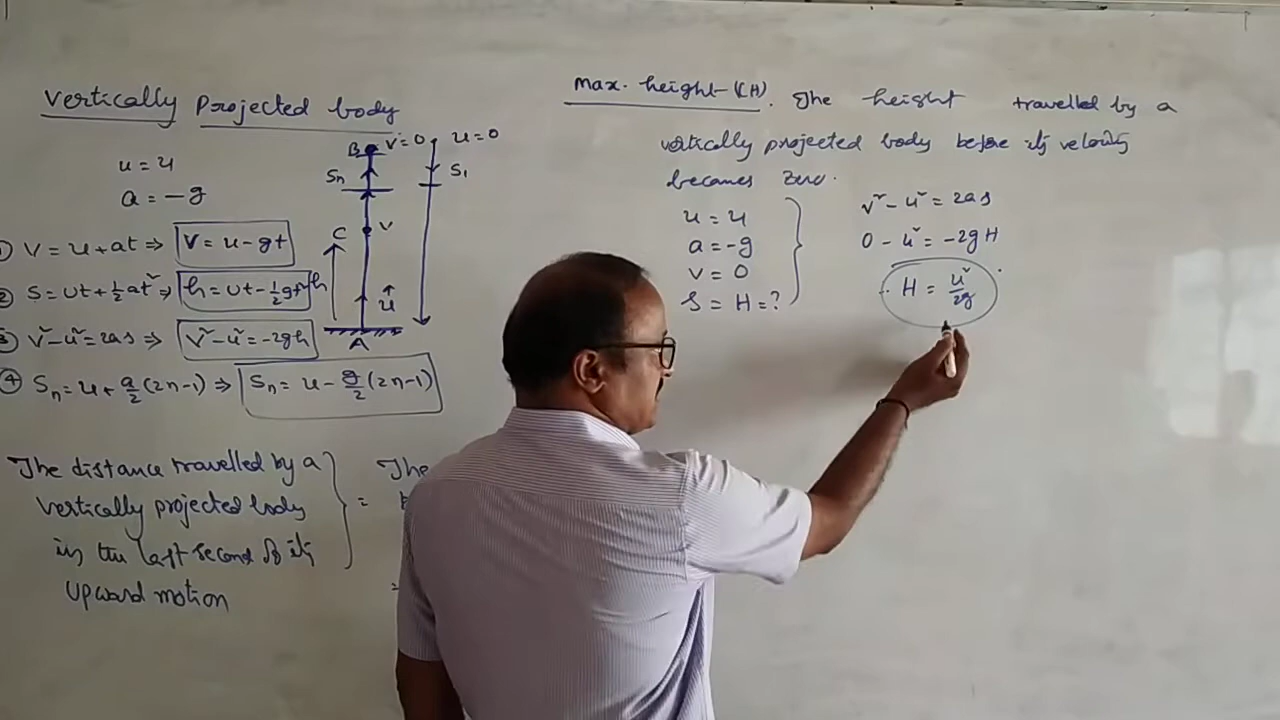 Vertically Projected body
u = u
a = -g
① V = u + at ⇒ V = u - gt
② S = ut + ½at² ⇒ h = ut - ½gt²
③ v² - u² = 2as ⇒ v² - u² = -2gh
④ Sn = u + a/2 (2n-1) ⇒ Sn = u - g/2 (2n-1)
B V=0 u=0
Sn S1
C V
h
u
A
The distance travelled by a
vertically projected body
in the last second of its
Upward motion
=
The
=
Max. height (H). The height travelled by a
vertically projected body before its velocity
becomes zero.
u = u
a = -g
v = 0
S = H = ?
v² - u² = 2as
0 - u² = -2gH
∴ H = u²/2g